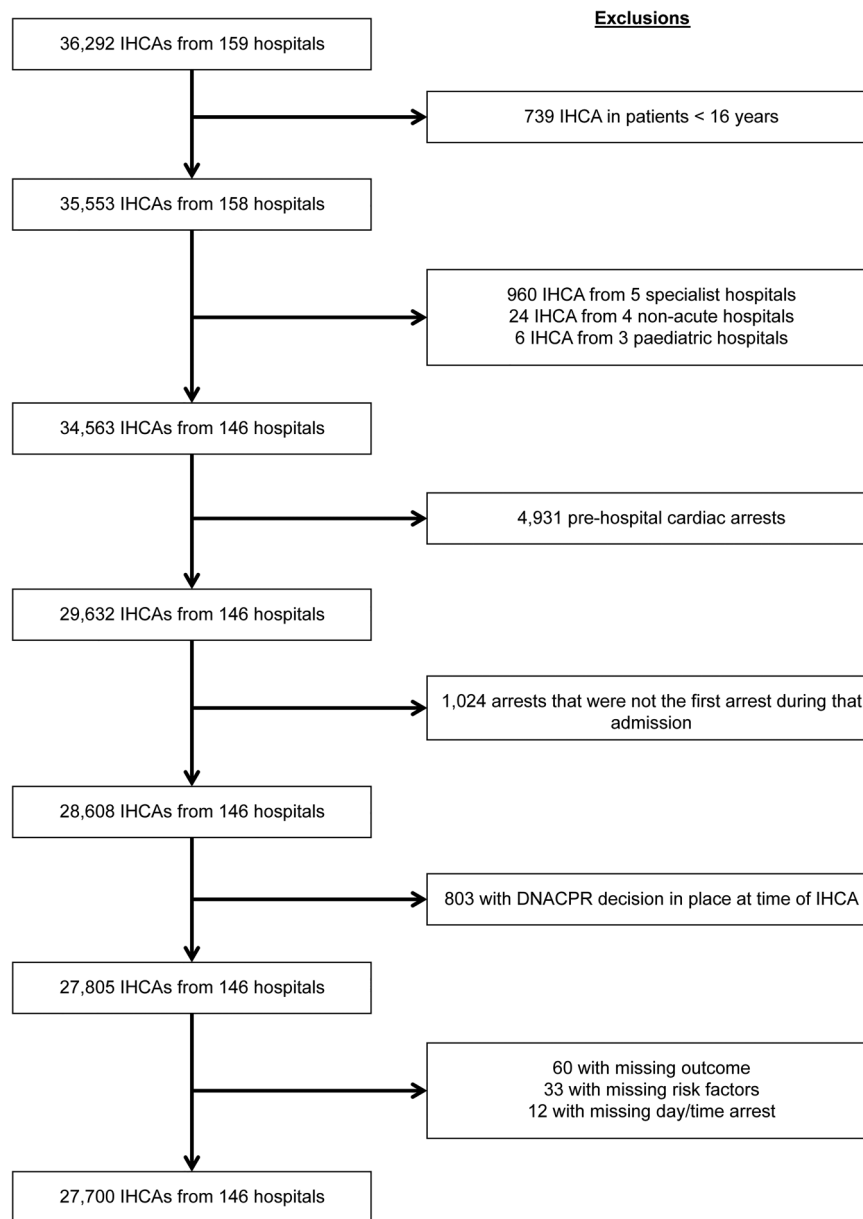 Exclusions
36,292 IHCAs from 159 hospitals
739 IHCA in patients < 16 years
35,553 IHCAs from 158 hospitals
960 IHCA from 5 specialist hospitals
24 IHCA from 4 non-acute hospitals
6 IHCA from 3 paediatric hospitals
34,563 IHCAs from 146 hospitals
4,931 pre-hospital cardiac arrests
29,632 IHCAs from 146 hospitals
1,024 arrests that were not the first arrest during that
admission
28,608 IHCAs from 146 hospitals
803 with DNACPR decision in place at time of IHCA
27,805 IHCAs from 146 hospitals
60 with missing outcome
33 with missing risk factors
12 with missing day/time arrest
27,700 IHCAs from 146 hospitals